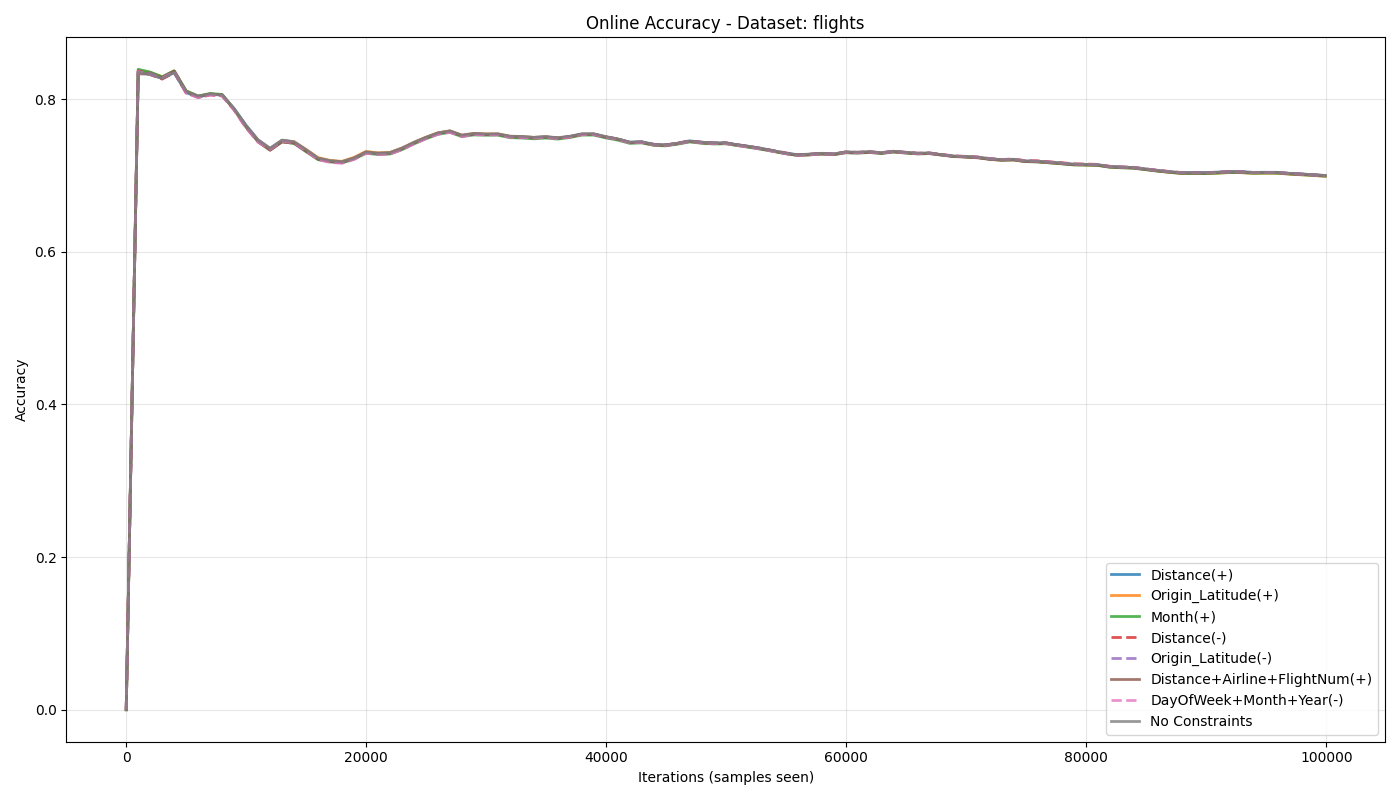 Online Accuracy - Dataset: flights
0.8
0.6
0.4
0.2
0.0
Accuracy
0
20000
40000
60000
80000
100000
Iterations (samples seen)
Distance(+)
Origin_Latitude(+)
Month(+)
Distance(-)
Origin_Latitude(-)
Distance+Airline+FlightNum(+)
DayOfWeek+Month+Year(-)
No Constraints